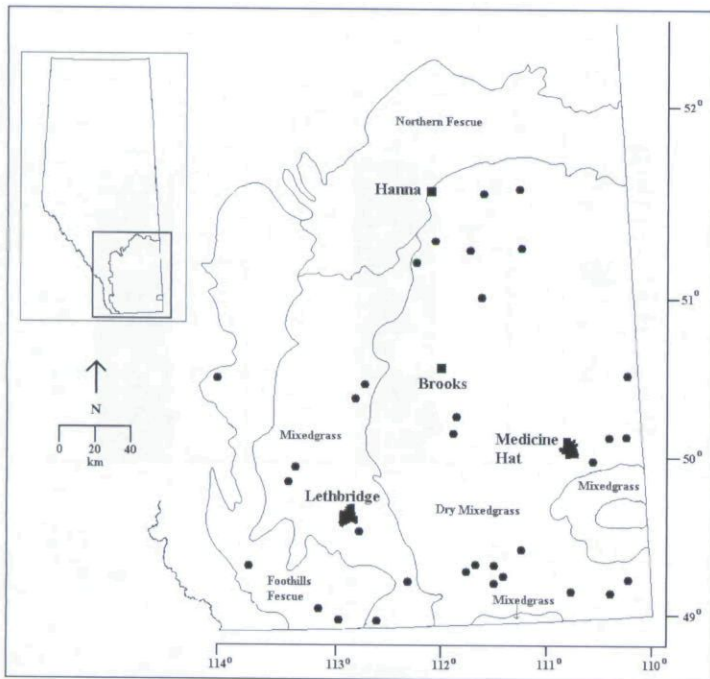 52°
Northern Fescue
Hanna
51°
Brooks
N
0 20 40
km
Mixedgrass
Medicine
Hat
50°
Mixedgrass
Lethbridge
Dry Mixedgrass
Foothills
Fescue
Mixedgrass
49°
114° 113° 112° 111° 110°